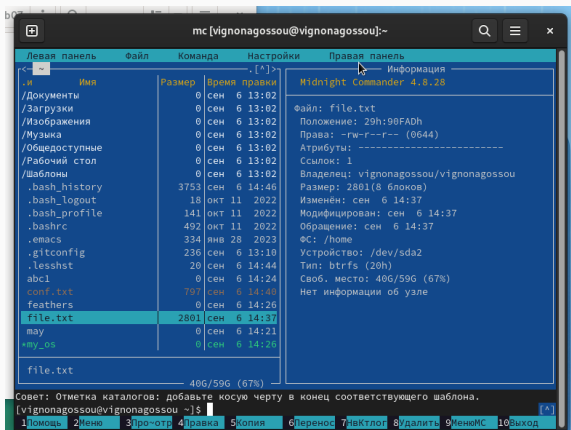 mc [vignonagossou@vignonagossou]:~
Левая панель Файл Команда Настройки Правая панель
<— ~ —.[^]>
Информация
.и Имя Размер Время правки
Midnight Commander 4.8.28
/Документы 0 сен 6 13:02
/Загрузки 0 сен 6 13:02
Файл: file.txt
/Изображения 0 сен 6 13:02
Положение: 29h:90FADh
/Музыка 0 сен 6 13:02
Права: -rw-r--r-- (0644)
/Общедоступные 0 сен 6 13:02
Атрибуты: ------------------------
/Рабочий стол 0 сен 6 13:02
Ссылок: 1
/Шаблоны 0 сен 6 13:02
Владелец: vignonagossou/vignonagossou
.bash_history 3753 сен 6 14:46
Размер: 2801(8 блоков)
.bash_logout 18 окт 11 2022
Изменён: сен 6 14:37
.bash_profile 141 окт 11 2022
Модифицирован: сен 6 14:37
.bashrc 492 окт 11 2022
Обращение: сен 6 14:37
.emacs 334 янв 28 2023
ФС: /home
.gitconfig 236 сен 6 13:10
Устройство: /dev/sda2
.lesshst 20 сен 6 14:44
Тип: btrfs (20h)
abc1 0 сен 6 14:24
Своб. место: 40G/59G (67%)
conf.txt 797 сен 6 14:40
Нет информации об узле
feathers 0 сен 6 14:26
file.txt 2801 сен 6 14:37
may 0 сен 6 14:21
*my_os 0 сен 6 14:26
file.txt
40G/59G (67%)
Совет: Отметка каталогов: добавьте косую черту в конец соответствующего шаблона.
[vignonagossou@vignonagossou ~]$ [^]
1Помощь 2Меню 3Про~отр 4Правка 5Копия 6Перенос 7НвКтлог 8Удалить 9МенюMC 10Выход